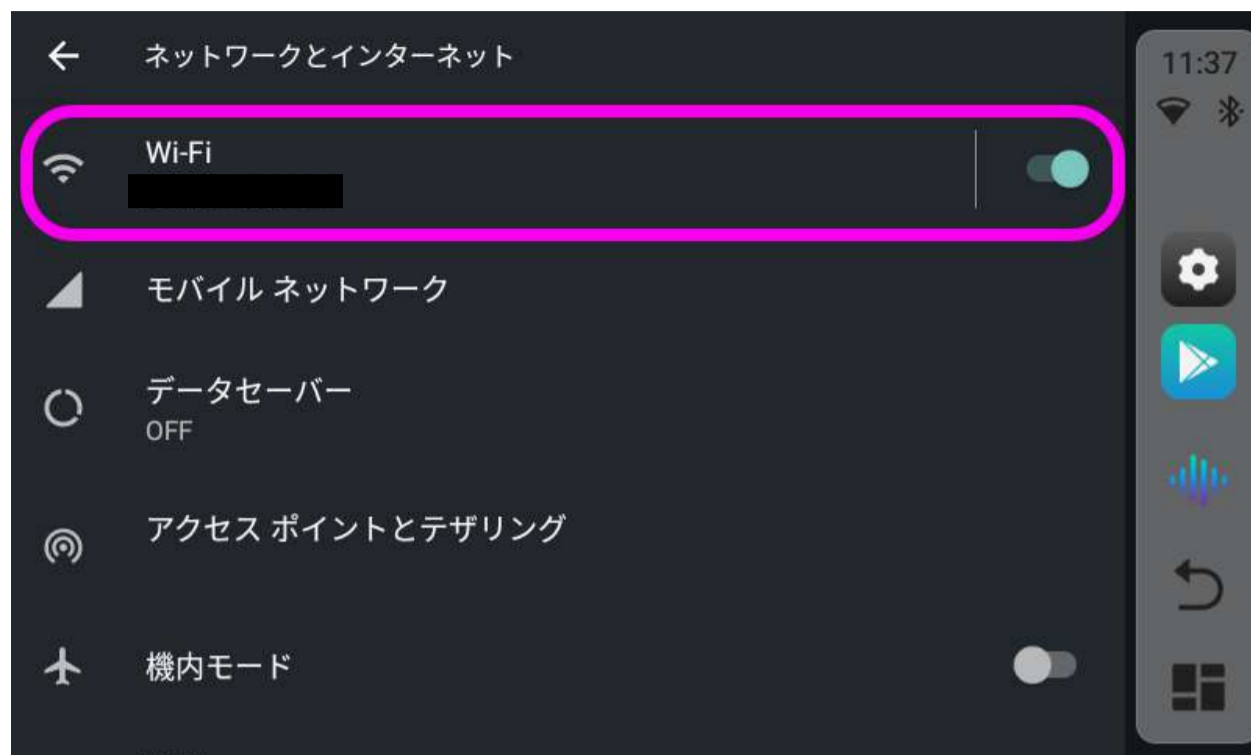 ネットワークとインターネット
11:37
Wi-Fi
モバイル ネットワーク
データセーバー
OFF
アクセス ポイントとテザリング
機内モード